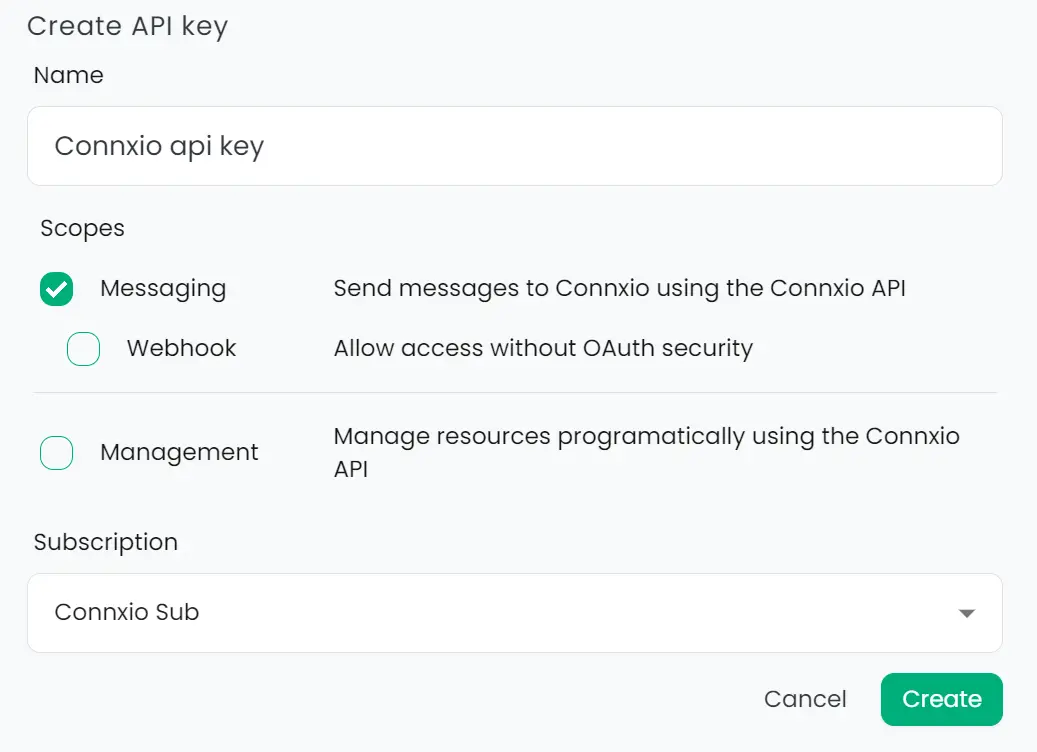 Create API key
Name
Connxio api key
Scopes
Messaging Send messages to Connxio using the Connxio API
Webhook Allow access without OAuth security
Management Manage resources programatically using the Connxio
API
Subscription
Connxio Sub
Cancel Create